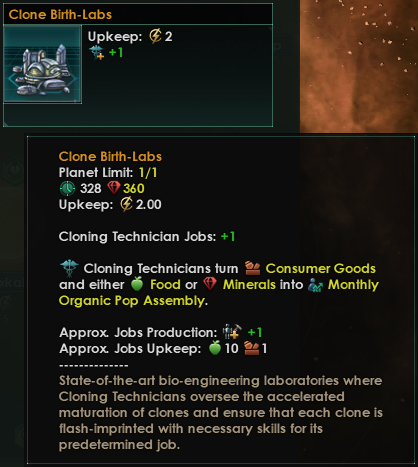 Clone Birth-Labs
Upkeep: 2
+1
Clone Birth-Labs
Planet Limit: 1/1
328 360
Upkeep: 2.00
Cloning Technician Jobs: +1
Cloning Technicians turn Consumer Goods
and either Food or Minerals into Monthly
Organic Pop Assembly.
Approx. Jobs Production: +1
Approx. Jobs Upkeep: 10 1
--------------
State-of-the-art bio-engineering laboratories where
Cloning Technicians oversee the accelerated
maturation of clones and ensure that each clone is
flash-imprinted with necessary skills for its
predetermined job.